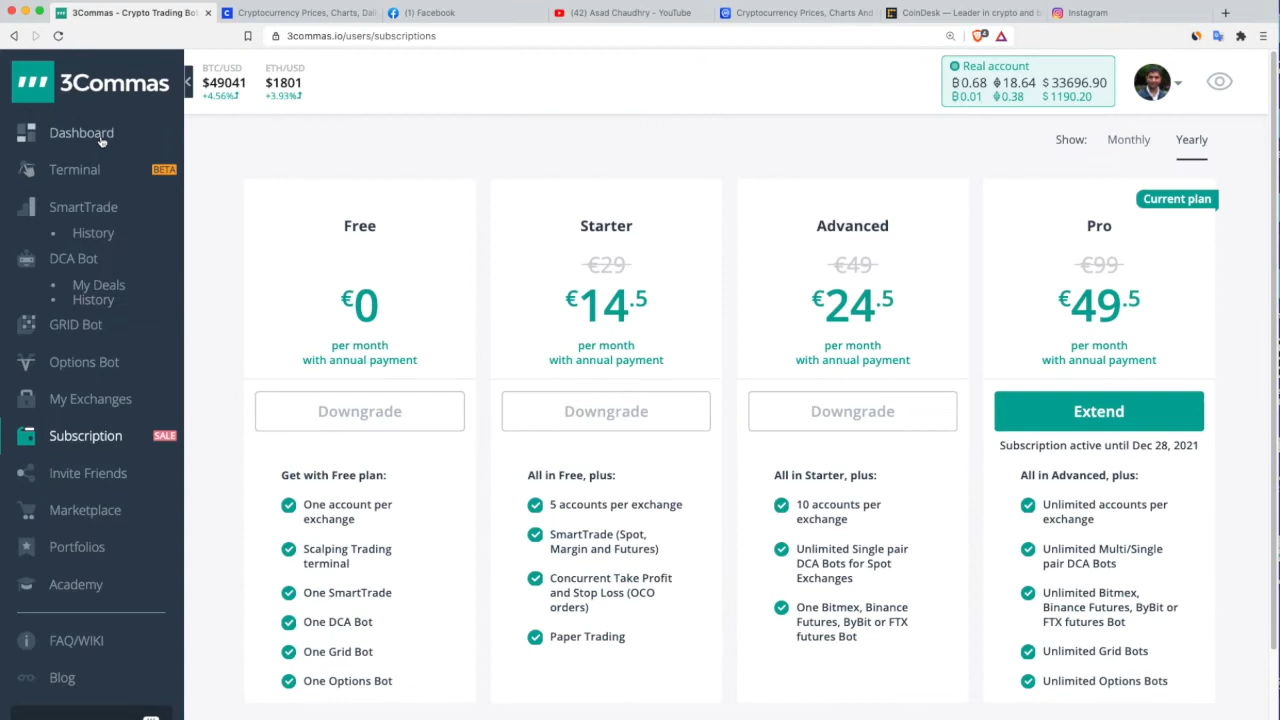 3Commas - Crypto Trading Bot
Cryptocurrency Prices, Charts, Dail
(1) Facebook
(42) Asad Chaudhry - YouTube
Cryptocurrency Prices, Charts And
CoinDesk — Leader in crypto and b
Instagram
3commas.io/users/subscriptions
3Commas
BTC/USD
$49041
+4.56%
ETH/USD
$1801
+3.93%
Real account
₿0.68 18.64 $33696.90
₿0.01 0.38 $1190.20
Dashboard
Terminal
BETA
SmartTrade
• History
DCA Bot
• My Deals
• History
GRID Bot
Options Bot
My Exchanges
Subscription
SALE
Invite Friends
Marketplace
Portfolios
Academy
FAQ/WIKI
Blog
Show: Monthly Yearly
Free
€0
per month
with annual payment
Downgrade
Get with Free plan:
One account per
exchange
Scalping Trading
terminal
One SmartTrade
One DCA Bot
One Grid Bot
One Options Bot
Starter
€29
€14.5
per month
with annual payment
Downgrade
All in Free, plus:
5 accounts per exchange
SmartTrade (Spot,
Margin and Futures)
Concurrent Take Profit
and Stop Loss (OCO
orders)
Paper Trading
Advanced
€49
€24.5
per month
with annual payment
Downgrade
All in Starter, plus:
10 accounts per
exchange
Unlimited Single pair
DCA Bots for Spot
Exchanges
One Bitmex, Binance
Futures, ByBit or FTX
futures Bot
Current plan
Pro
€99
€49.5
per month
with annual payment
Extend
Subscription active until Dec 28, 2021
All in Advanced, plus:
Unlimited accounts per
exchange
Unlimited Multi/Single
pair DCA Bots
Unlimited Bitmex,
Binance Futures, ByBit or
FTX futures Bot
Unlimited Grid Bots
Unlimited Options Bots